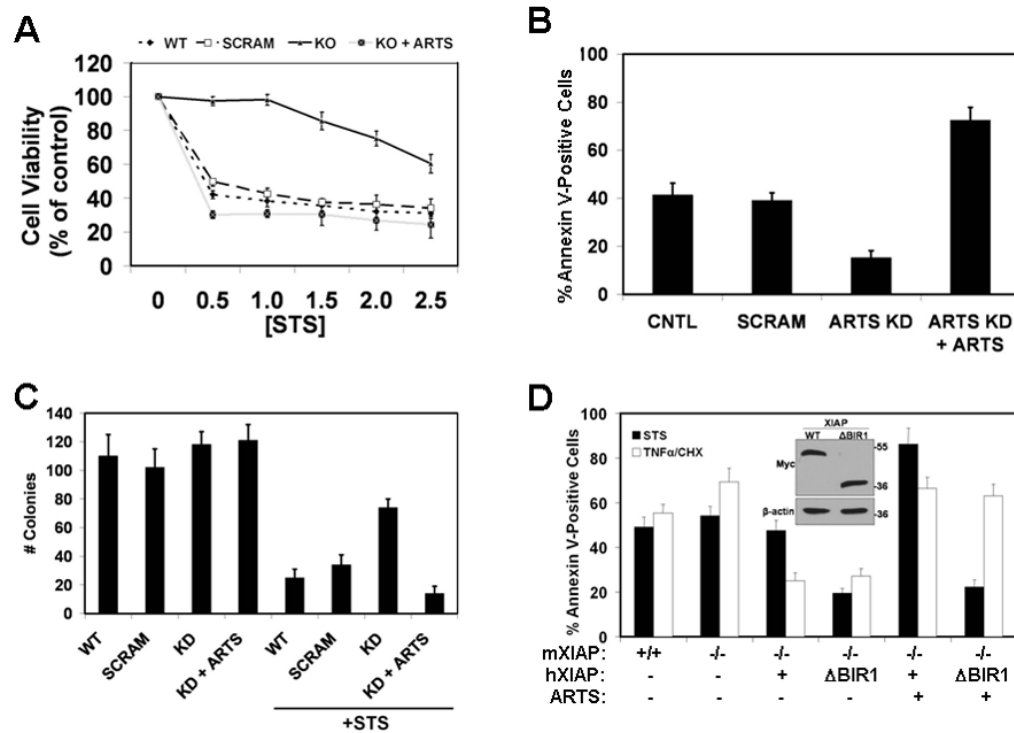 A
WT SCRAM KO KO + ARTS
Cell Viability
(% of control)
120
100
80
60
40
20
0
0 0.5 1.0 1.5 2.0 2.5
[STS]
B
% Annexin V-Positive Cells
100
80
60
40
20
0
CNTL SCRAM ARTS KD ARTS KD
+ ARTS
C
# Colonies
140
120
100
80
60
40
20
0
WT SCRAM KD KD + ARTS WT SCRAM KD KD + ARTS
+STS
D
% Annexin V-Positive Cells
100
80
60
40
20
0
STS
TNFα/CHX
XIAP
WT ΔBIR1
Myc
-55
-36
β-actin -36
mXIAP: +/+ -/- -/- -/- -/- -/-
hXIAP: - - + ΔBIR1 + ΔBIR1
ARTS: - - - - + +